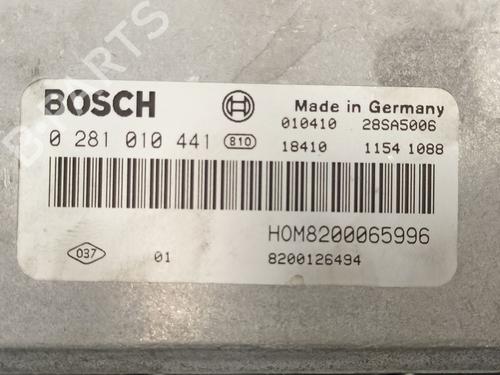 BOSCH
Made in Germany
010410 28SA5006
0 281 010 441 810
18410 1154 1088
HOM8200065996
037 01 8200126494